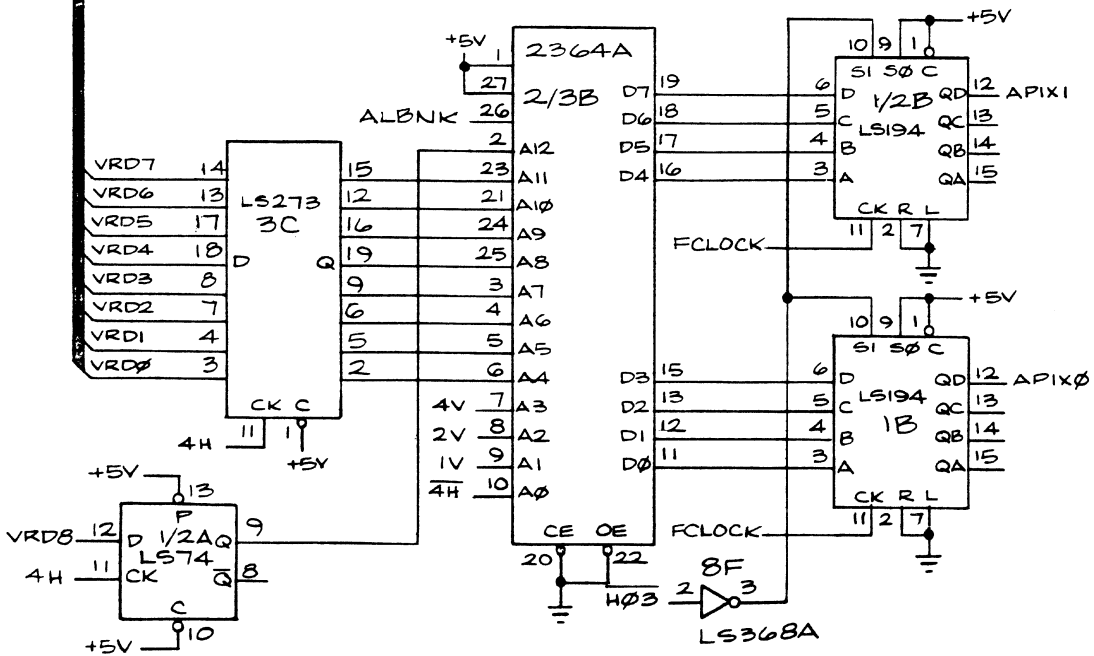 +5V
2364A
2/3B
1
27
ALBNK 26
2 A12
23 A11
21 A1Ø
24 A9
25 A8
3 A7
4 A6
5 A5
6 A4
4V 7 A3
2V 8 A2
1V 9 A1
4H 10 AØ
D7 19
D6 18
D5 17
D4 16
D3 15
D2 13
D1 12
DØ 11
CE OE
20 22
VRD7 14
VRD6 13
VRD5 17
VRD4 18
VRD3 8
VRD2 7
VRD1 4
VRDØ 3
LS273
3C
D Q
15
12
16
19
9
6
5
2
CK C
11 1
4H
+5V
+5V
13
P
VRD8 12 D 1/2A Q 9
LS74
4H 11 CK Q 8
C
10
+5V
+5V
10 9 1
S1 SØ C
6 D 1/2B QD 12 APIX1
5 C LS194 QC 13
4 B QB 14
3 A QA 15
CK R L
11 2 7
FCLOCK
+5V
10 9 1
S1 SØ C
6 D LS194 QD 12 APIXØ
5 C 1B QC 13
4 B QB 14
3 A QA 15
CK R L
11 2 7
FCLOCK
8F
HØ3 2 3
LS368A